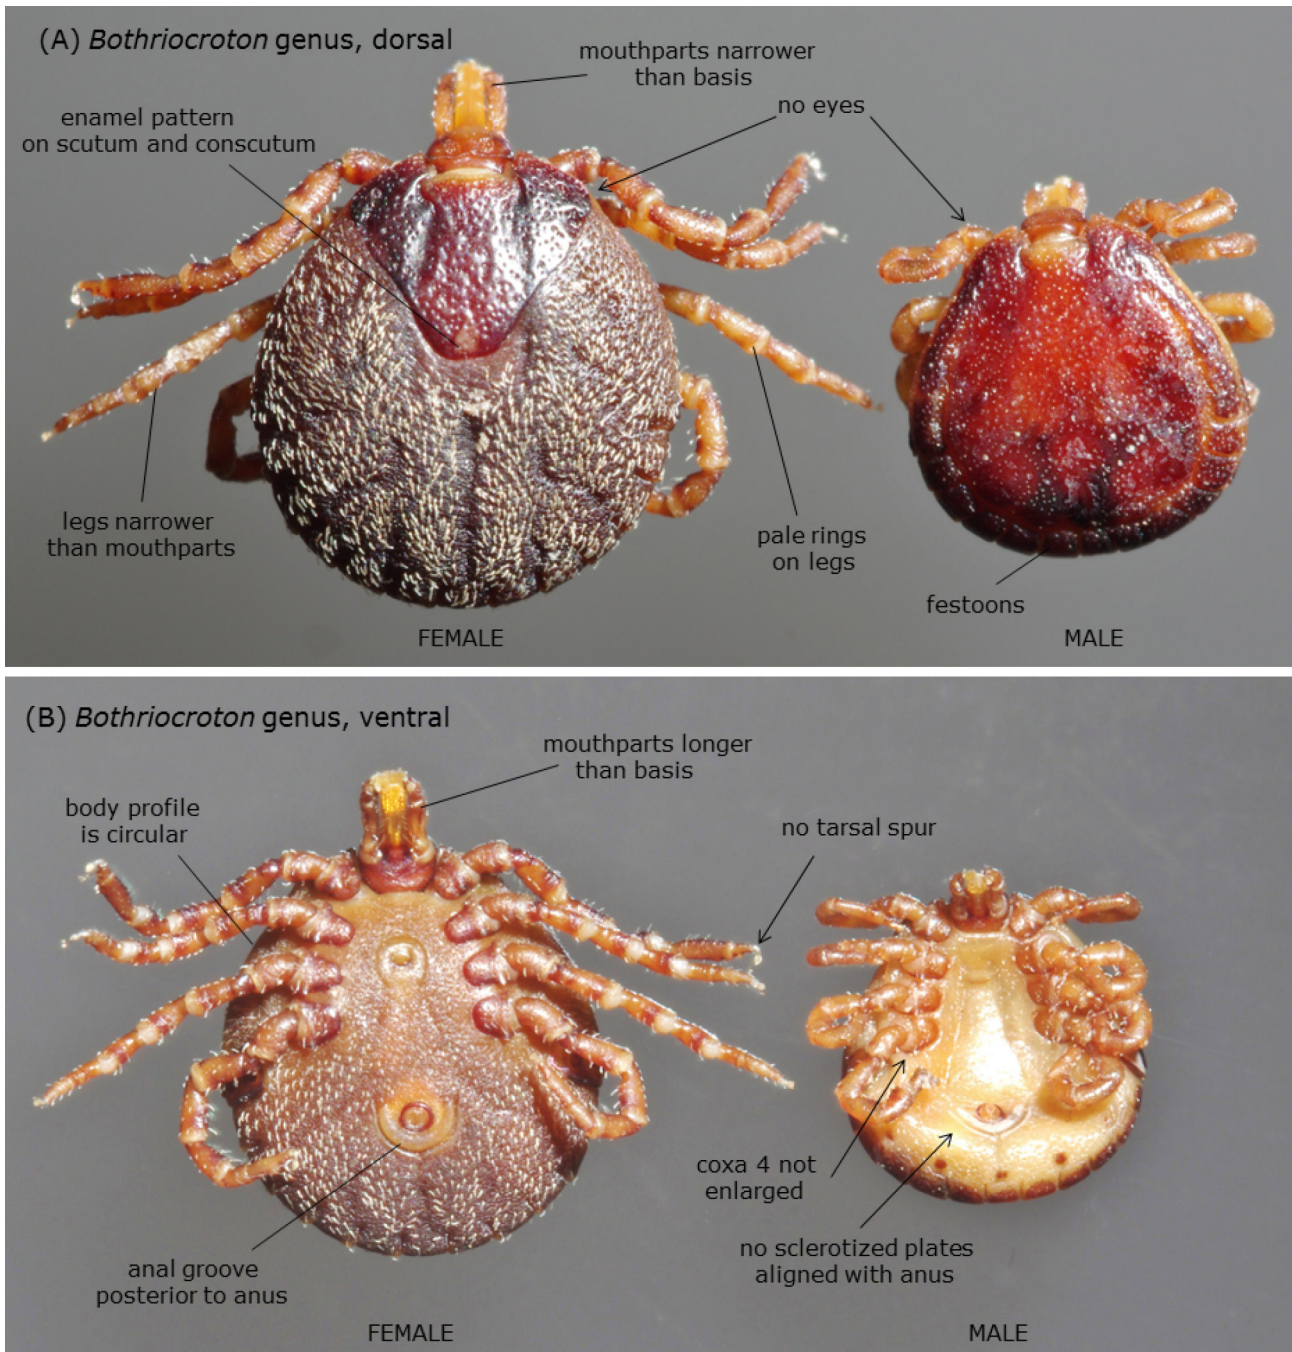 (A) Bothriocroton genus, dorsal
mouthparts narrower
than basis
no eyes
enamel pattern
on scutum and conscutum
legs narrower
than mouthparts
pale rings
on legs
festoons
FEMALE
MALE
(B) Bothriocroton genus, ventral
mouthparts longer
than basis
body profile
is circular
no tarsal spur
coxa 4 not
enlarged
no sclerotized plates
aligned with anus
anal groove
posterior to anus
FEMALE
MALE